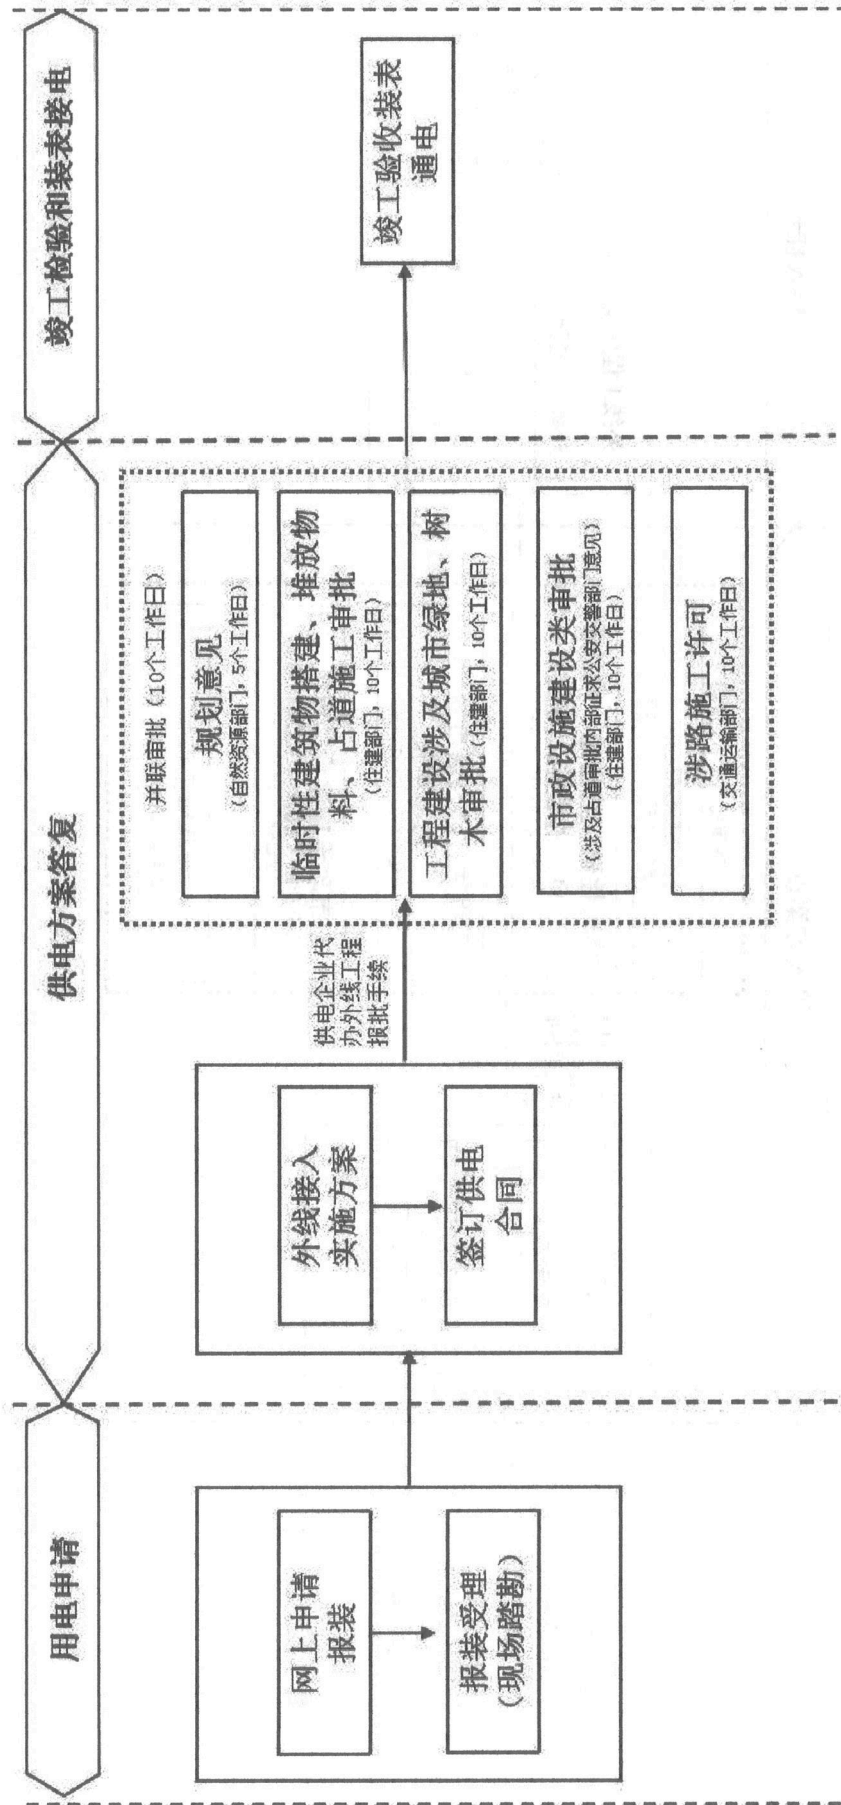 用电申请
供电方案答复
竣工检验和装表接电
网上申请
报装
报装受理
（现场踏勘）
外线接入
实施方案
签订供电
合同
供电企业代
办外线工程
报批手续
并联审批（10个工作日）
规划意见
（自然资源部门，5个工作日）
临时性建筑物搭建、堆放物
料、占道施工审批
（住建部门，10个工作日）
工程建设涉及城市绿地、树
木审批（住建部门，10个工作日）
市政设施建设类审批
（涉及占道审批内部征求公安交警部门意见）
（住建部门，10个工作日）
涉路施工许可
（交通运输部门，10个工作日）
竣工验收装表
通电